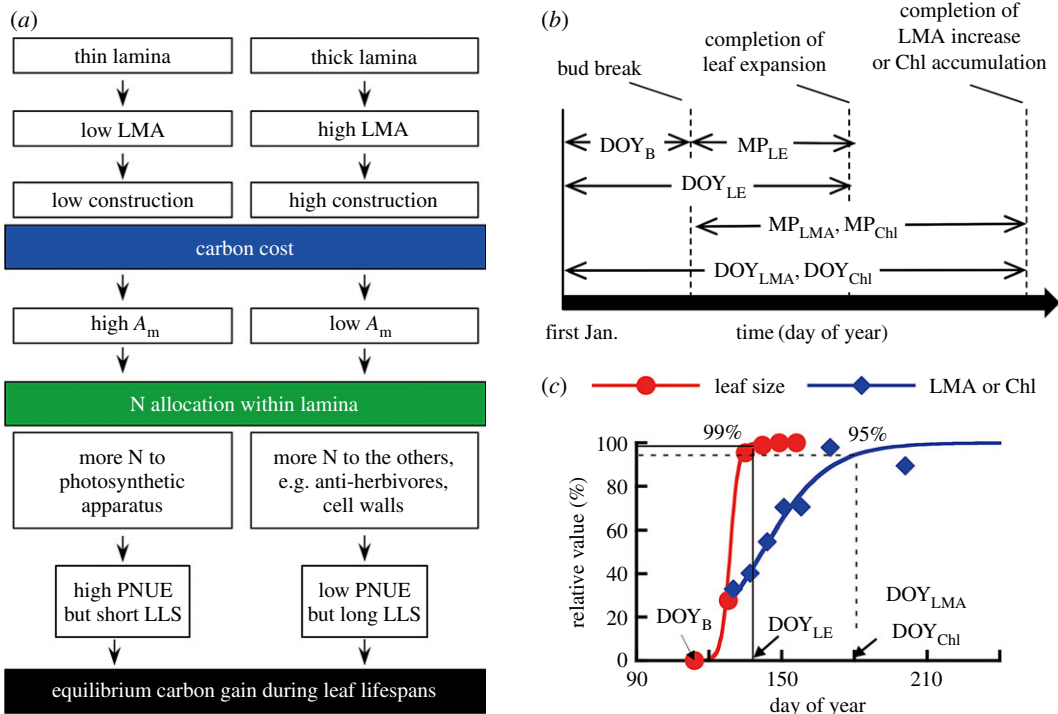 (a)
thin lamina
thick lamina
low LMA
high LMA
low construction
high construction
carbon cost
high Am
low Am
N allocation within lamina
more N to
photosynthetic
apparatus
more N to the others,
e.g. anti-herbivores,
cell walls
high PNUE
but short LLS
low PNUE
but long LLS
equilibrium carbon gain during leaf lifespans
(b)
bud break
completion of
leaf expansion
completion of
LMA increase
or Chl accumulation
DOYB
MPLE
DOYLE
MPLMA, MPChl
DOYLMA, DOYChl
first Jan.
time (day of year)
(c)
leaf size
LMA or Chl
99%
95%
100
80
60
40
20
0
relative value (%)
DOYB
DOYLE
DOYLMA
DOYChl
90
150
210
day of year